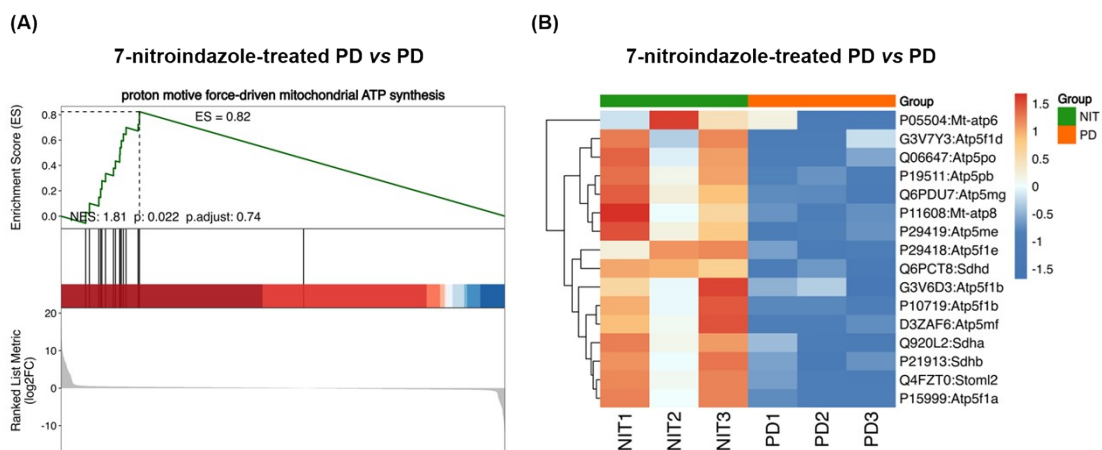 (A)
7-nitroindazole-treated PD vs PD
proton motive force-driven mitochondrial ATP synthesis
Enrichment Score (ES)
0.8
0.6
0.4
0.2
0.0
ES = 0.82
NES: 1.81 p: 0.022 p.adjust: 0.74
Ranked List Metric
(log2FC)
20
10
0
-10
(B)
7-nitroindazole-treated PD vs PD
Group
P05504:Mt-atp6
G3V7Y3:Atp5f1d
Q06647:Atp5po
P19511:Atp5pb
Q6PDU7:Atp5mg
P11608:Mt-atp8
P29419:Atp5me
P29418:Atp5f1e
Q6PCT8:Sdhd
G3V6D3:Atp5f1b
P10719:Atp5f1b
D3ZAF6:Atp5mf
Q920L2:Sdha
P21913:Sdhb
Q4FZT0:Stoml2
P15999:Atp5f1a
NIT1 NIT2 NIT3 PD1 PD2 PD3
1.5
1
0.5
0
-0.5
-1
-1.5
Group
NIT
PD